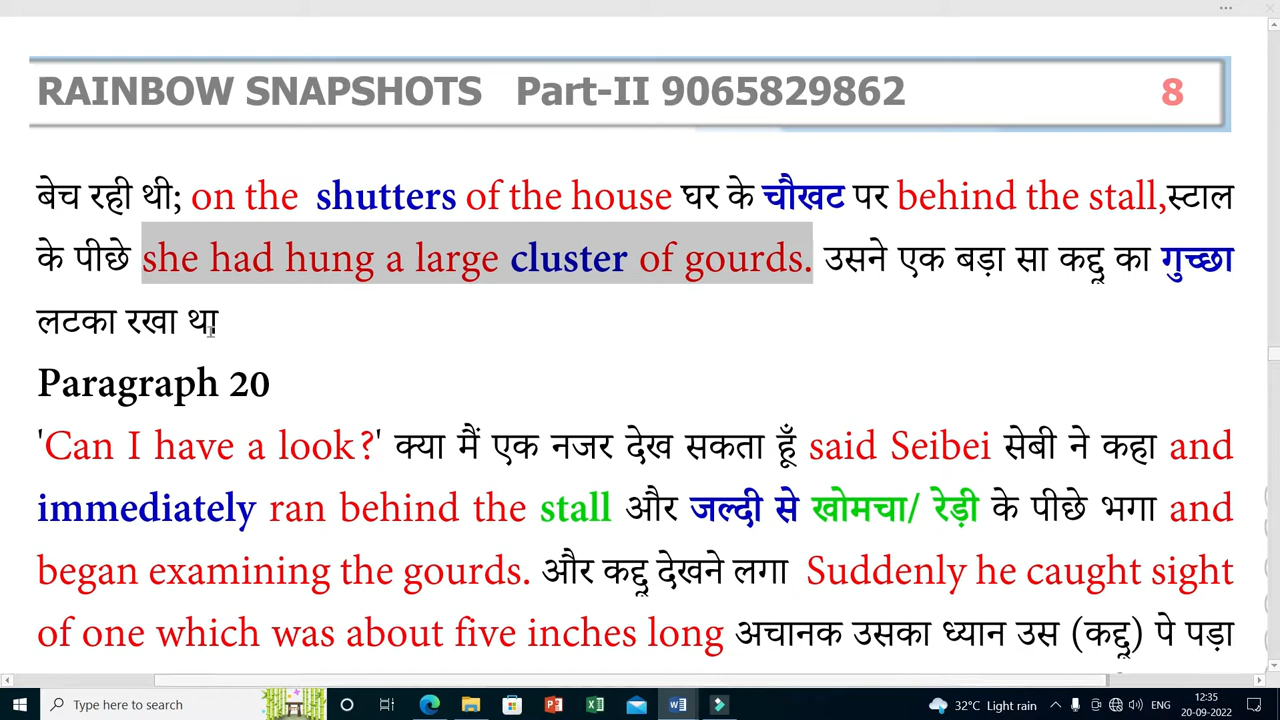 RAINBOW SNAPSHOTS Part-II 9065829862 8
बेच रही थी; on the shutters of the house घर के चौखट पर behind the stall,स्टाल
के पीछे she had hung a large cluster of gourds. उसने एक बड़ा सा कद्दू का गुच्छा
लटका रखा था
Paragraph 20
'Can I have a look?' क्या मैं एक नजर देख सकता हूँ said Seibei सेबी ने कहा and
immediately ran behind the stall और जल्दी से खोमचा/ रेड़ी के पीछे भगा and
began examining the gourds. और कद्दू देखने लगा Suddenly he caught sight
of one which was about five inches long अचानक उसका ध्यान उस (कद्दू) पे पड़ा
Type here to search
32°C Light rain
ENG
12:35
20-09-2022